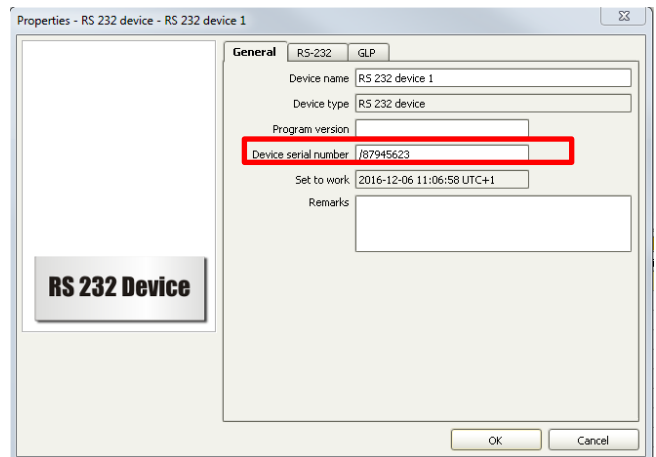 Properties - RS 232 device - RS 232 device 1
General RS-232 GLP
Device name RS 232 device 1
Device type RS 232 device
Program version
Device serial number /87945623
Set to work 2016-12-06 11:06:58 UTC+1
Remarks
RS 232 Device
OK Cancel